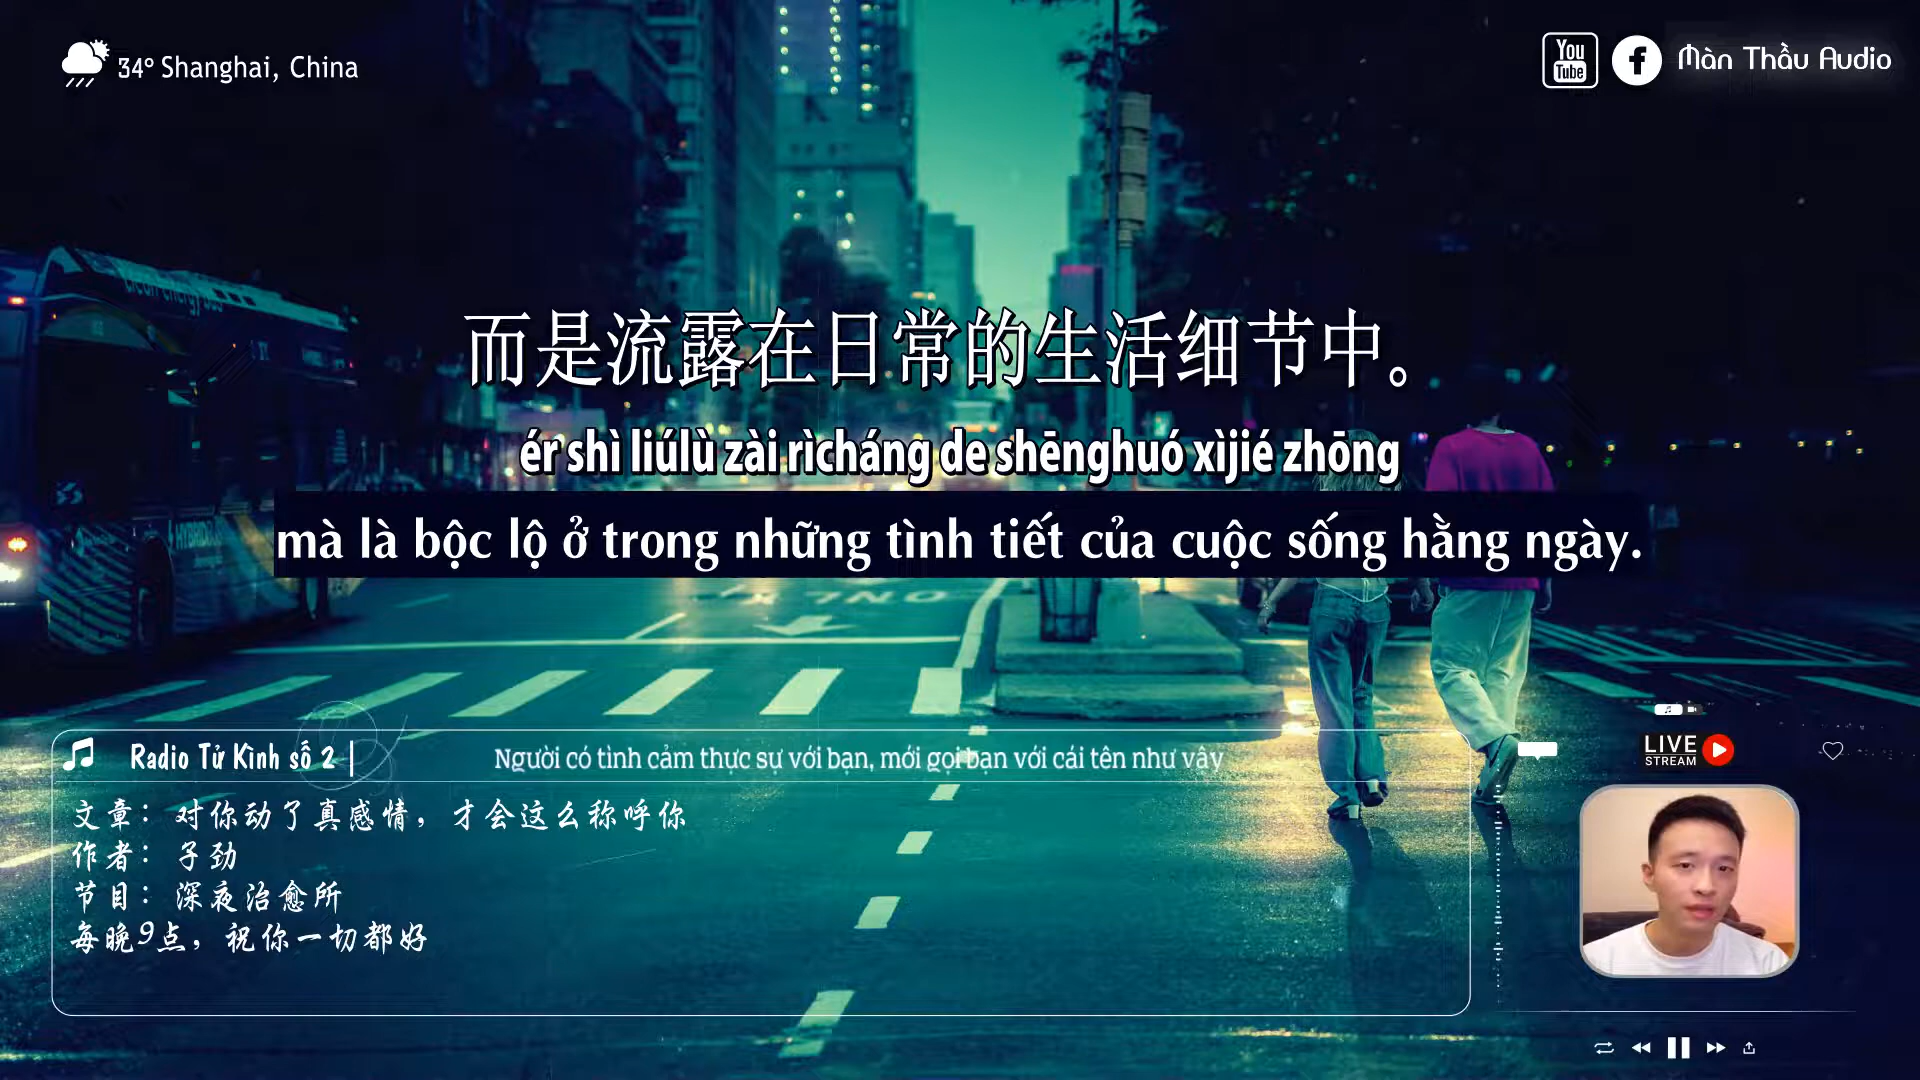 34° Shanghai, China
You
Tube
Màn Thầu Audio
而是流露在日常的生活细节中。
ér shì liúlù zài rìcháng de shēnghuó xìjié zhōng
mà là bộc lộ ở trong những tình tiết của cuộc sống hằng ngày.
ONLY
HYBRID
Radio Tử Kình số 2 |
Người có tình cảm thực sự với bạn, mới gọi bạn với cái tên như vây
LIVE
STREAM
文章：对你动了真感情，才会这么称呼你
作者：子劲
节目：深夜治愈所
每晚9点，祝你一切都好